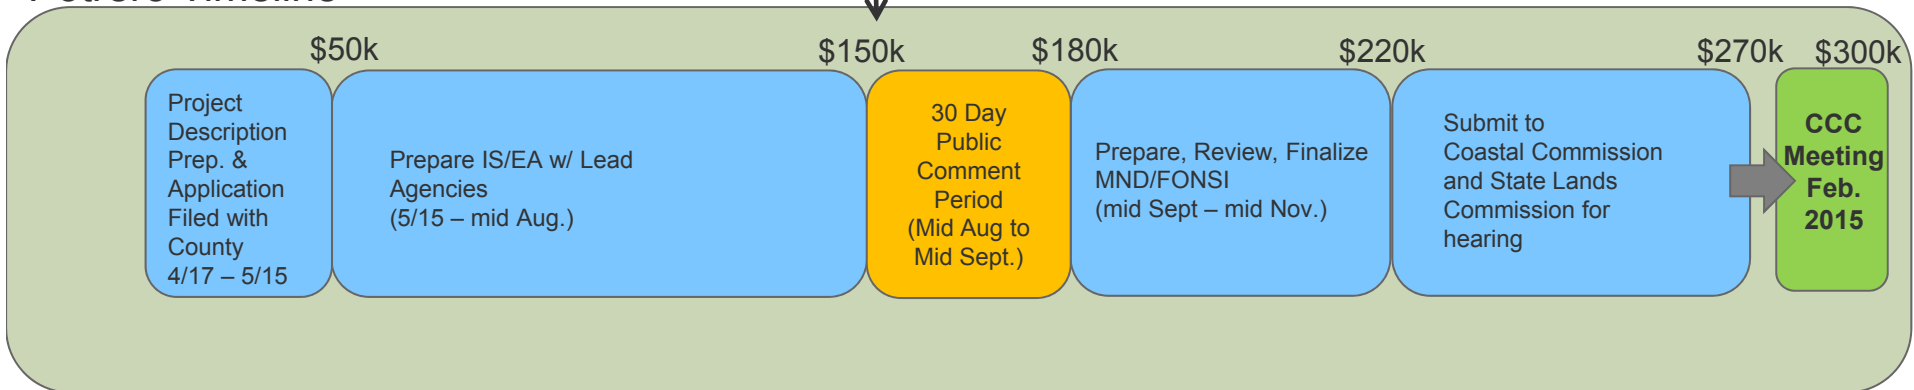 Timeline
$50k
$150k
$180k
$220k
$270k
$300k
Project
Description
Prep. &
Application
Filed with
County
4/17 – 5/15
Prepare IS/EA w/ Lead
Agencies
(5/15 – mid Aug.)
30 Day
Public
Comment
Period
(Mid Aug to
Mid Sept.)
Prepare, Review, Finalize
MND/FONSI
(mid Sept – mid Nov.)
Submit to
Coastal Commission
and State Lands
Commission for
hearing
CCC
Meeting
Feb.
2015